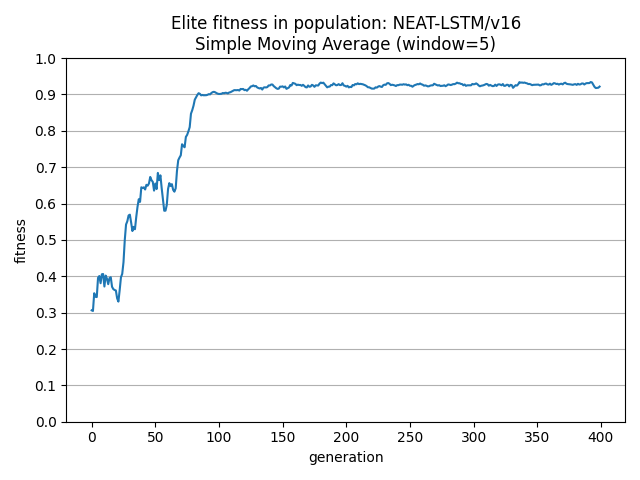 Elite fitness in population: NEAT-LSTM/v16
Simple Moving Average (window=5)
1.0
0.9
0.8
0.7
0.6
0.5
0.4
0.3
0.2
0.1
0.0
fitness
0 50 100 150 200 250 300 350 400
generation